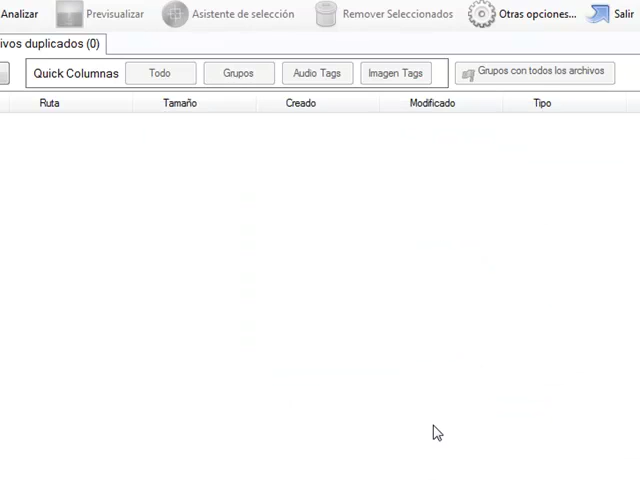 Analizar Previsualizar Asistente de selección Remover Seleccionados Otras opciones... Salir
ivos duplicados (0)
Quick Columnas Todo Grupos Audio Tags Imagen Tags Grupos con todos los archivos
Ruta Tamaño Creado Modificado Tipo